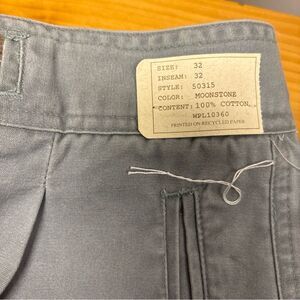 SIZE: 32
INSEAM: 32
STYLE: 50315
COLOR: MOONSTONE
CONTENT: 100% COTTON
WPL10360
PRINTED ON RECYCLED PAPER